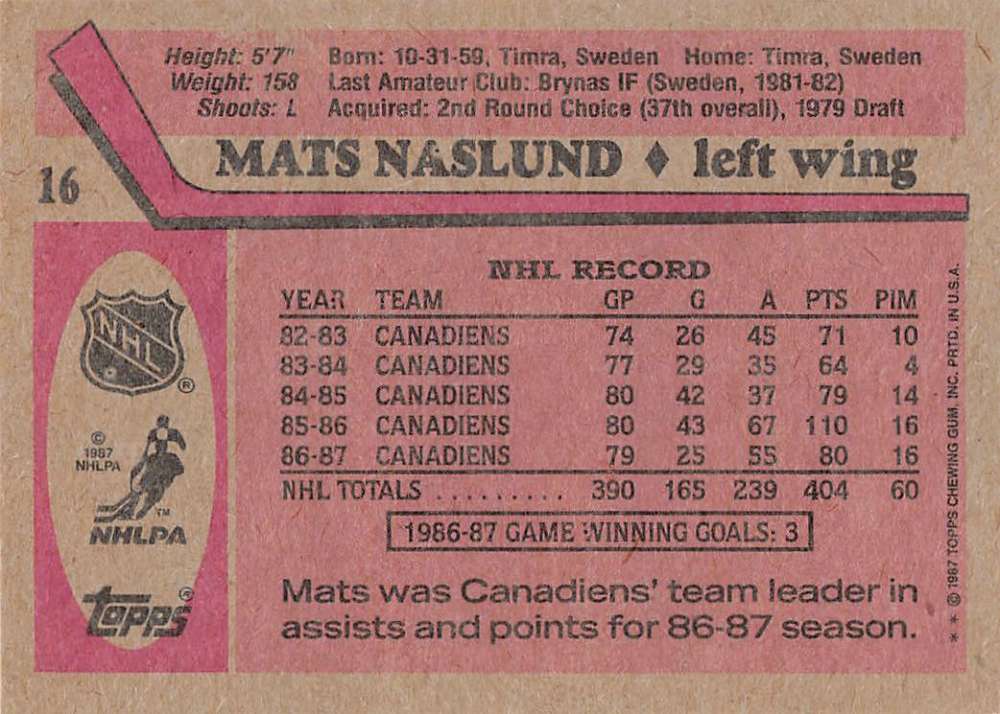 Height: 5'7" Born: 10-31-59, Timra, Sweden Home: Timra, Sweden
Weight: 158 Last Amateur Club: Brynas IF (Sweden, 1981-82)
Shoots: L Acquired: 2nd Round Choice (37th overall), 1979 Draft
MATS NASLUND ♦ left wing
16
NHL RECORD
YEAR TEAM GP G A PTS PIM
82-83 CANADIENS 74 26 45 71 10
83-84 CANADIENS 77 29 35 64 4
84-85 CANADIENS 80 42 37 79 14
85-86 CANADIENS 80 43 67 110 16
86-87 CANADIENS 79 25 55 80 16
NHL TOTALS .......... 390 165 239 404 60
1986-87 GAME WINNING GOALS: 3
Mats was Canadiens' team leader in
assists and points for 86-87 season.
NHL ®
© 1987
NHLPA
NHLPA ™
topps ®
* * © 1987 TOPPS CHEWING GUM, INC. PRTD. IN U.S.A.